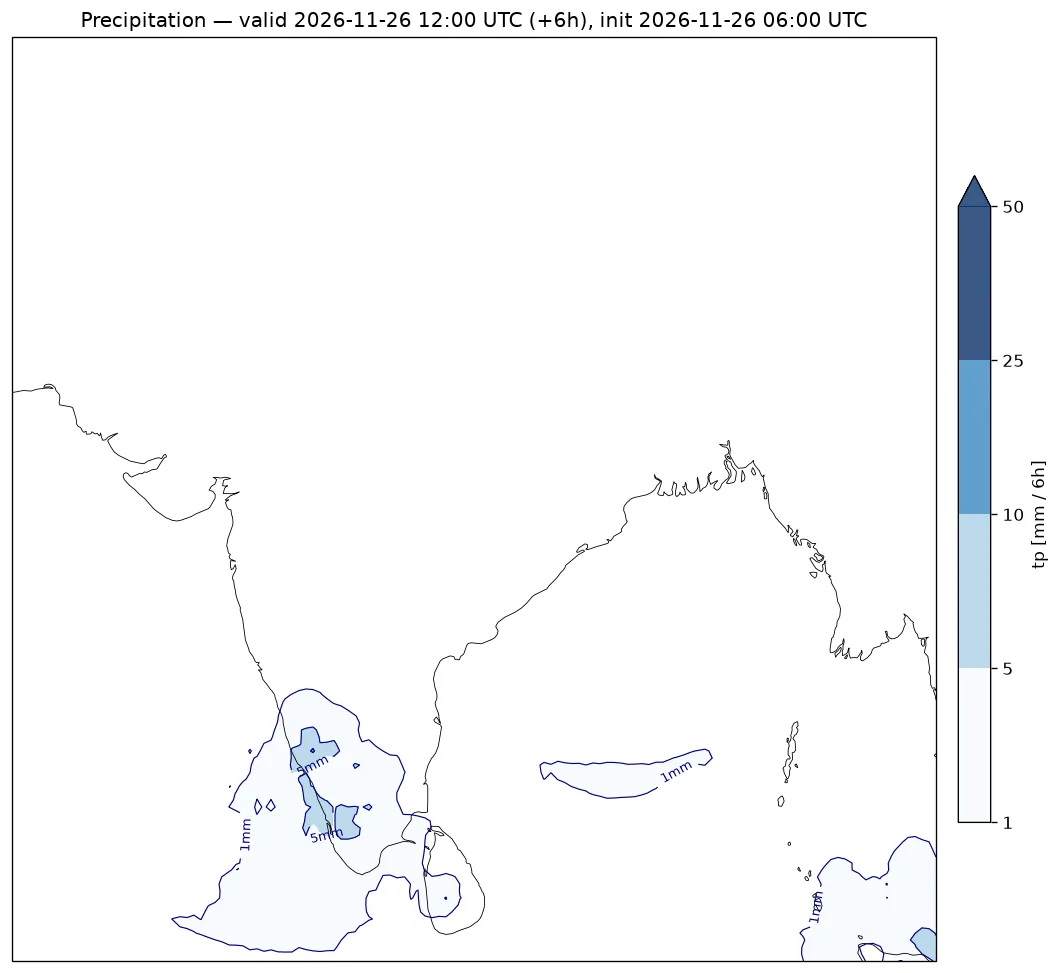 Precipitation — valid 2026-11-26 12:00 UTC (+6h), init 2026-11-26 06:00 UTC
50
25
10
5
1
tp [mm / 6h]
5mm
1mm
5mm
1mm
1mm